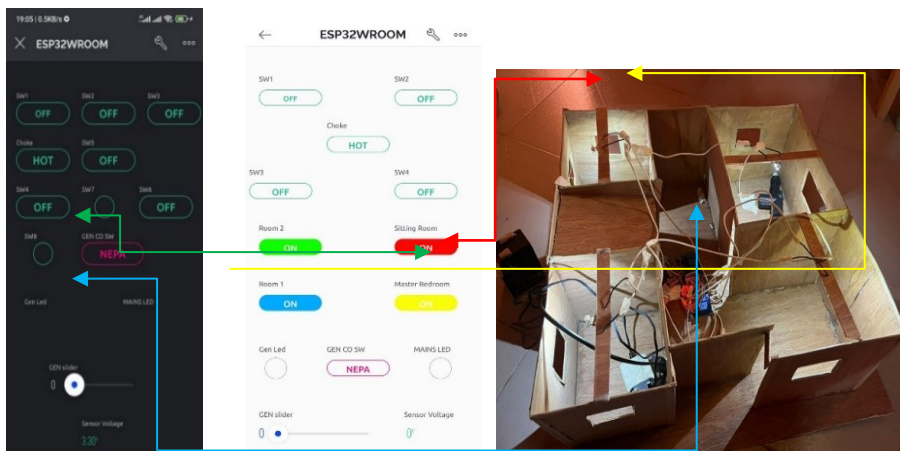 19:05 | 0.5KB/s
ESP32WROOM
SW1 SW2 SW3
OFF OFF OFF
Choke SW5
HOT OFF
SW4 SW7 SW6
OFF OFF
SW8 GEN CO SW
NEPA
Gen Led MAINS LED
GEN slider
0
Sensor Voltage
3.30
ESP32WROOM
SW1 SW2
OFF OFF
Choke
HOT
SW3 SW4
OFF OFF
Room 2 Sitting Room
ON ON
Room 1 Master Bedroom
ON ON
Gen Led GEN CO SW MAINS LED
NEPA
GEN slider Sensor Voltage
0 0